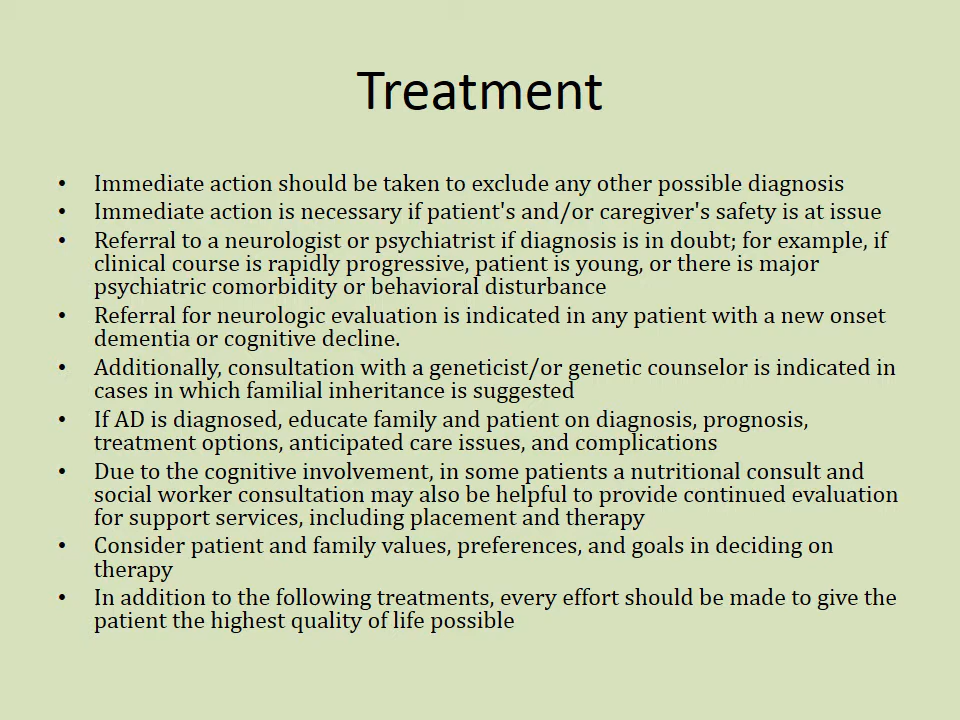 Treatment
• Immediate action should be taken to exclude any other possible diagnosis
• Immediate action is necessary if patient's and/or caregiver's safety is at issue
• Referral to a neurologist or psychiatrist if diagnosis is in doubt; for example, if
clinical course is rapidly progressive, patient is young, or there is major
psychiatric comorbidity or behavioral disturbance
• Referral for neurologic evaluation is indicated in any patient with a new onset
dementia or cognitive decline.
• Additionally, consultation with a geneticist/or genetic counselor is indicated in
cases in which familial inheritance is suggested
• If AD is diagnosed, educate family and patient on diagnosis, prognosis,
treatment options, anticipated care issues, and complications
• Due to the cognitive involvement, in some patients a nutritional consult and
social worker consultation may also be helpful to provide continued evaluation
for support services, including placement and therapy
• Consider patient and family values, preferences, and goals in deciding on
therapy
• In addition to the following treatments, every effort should be made to give the
patient the highest quality of life possible